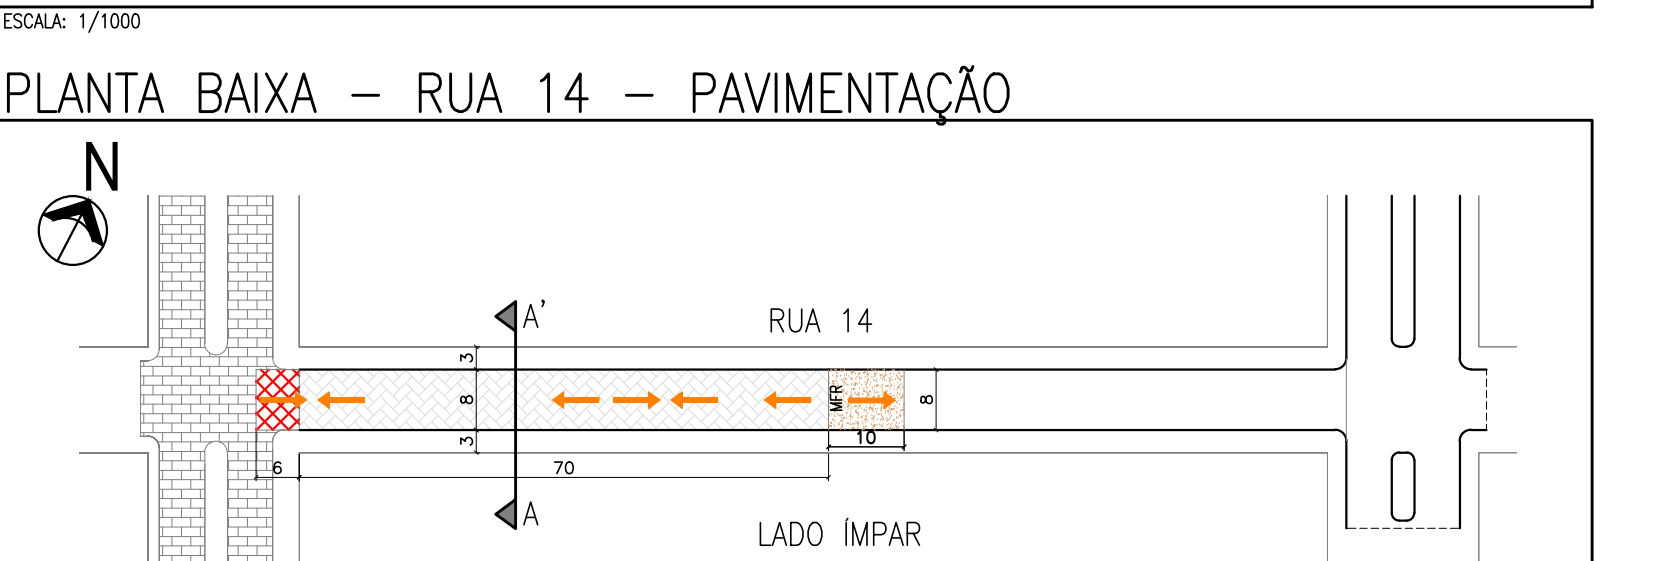 ESCALA: 1/1000
PLANTA BAIXA - RUA 14 - PAVIMENTAÇÃO
N
A'
RUA 14
3
8
MFR
8
3
10
6
70
A
LADO ÍMPAR